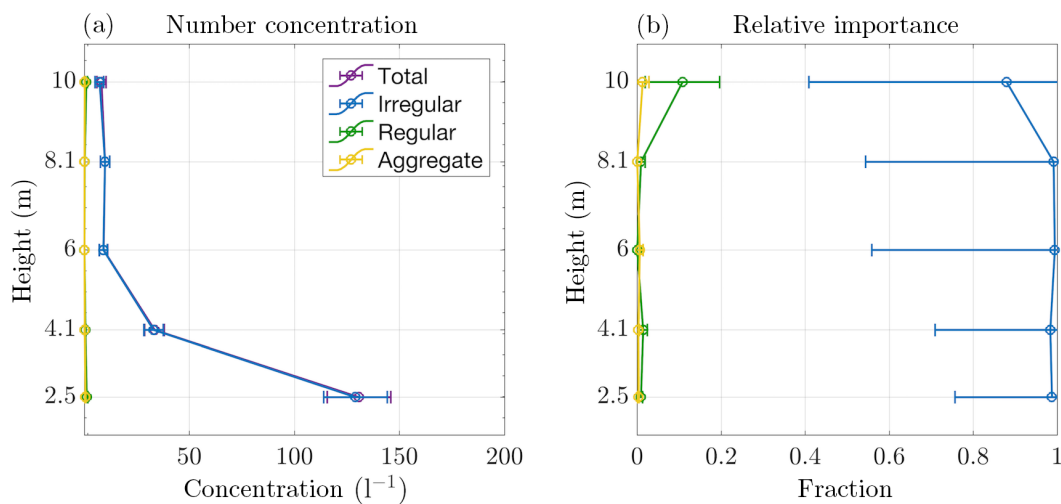 (a) Number concentration
Height (m)
10
8.1
6
4.1
2.5
Total
Irregular
Regular
Aggregate
50 100 150 200
Concentration (l⁻¹)
(b) Relative importance
Height (m)
10
8.1
6
4.1
2.5
0 0.2 0.4 0.6 0.8 1
Fraction